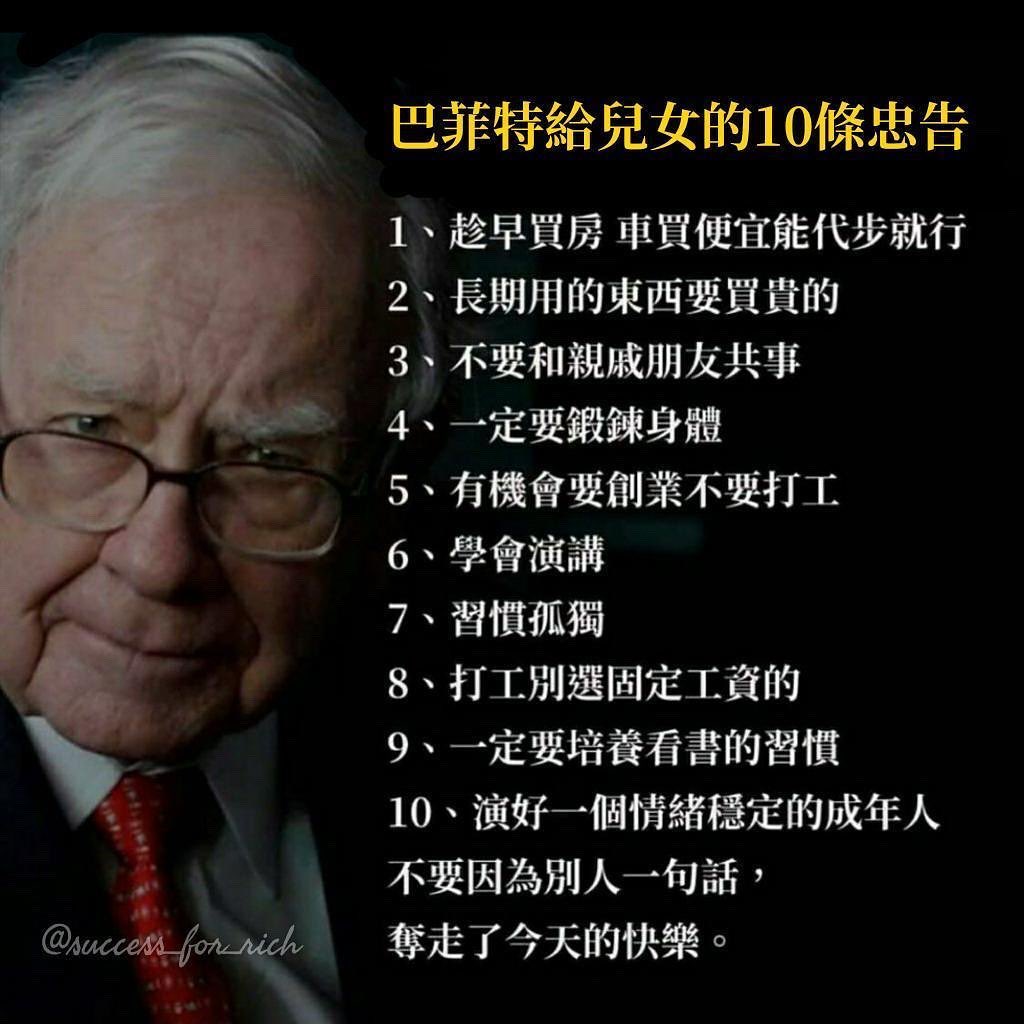 巴菲特給兒女的10條忠告
1、趁早買房 車買便宜能代步就行
2、長期用的東西要買貴的
3、不要和親戚朋友共事
4、一定要鍛鍊身體
5、有機會要創業不要打工
6、學會演講
7、習慣孤獨
8、打工別選固定工資的
9、一定要培養看書的習慣
10、演好一個情緒穩定的成年人
不要因為別人一句話，
奪走了今天的快樂。
@success_for_rich